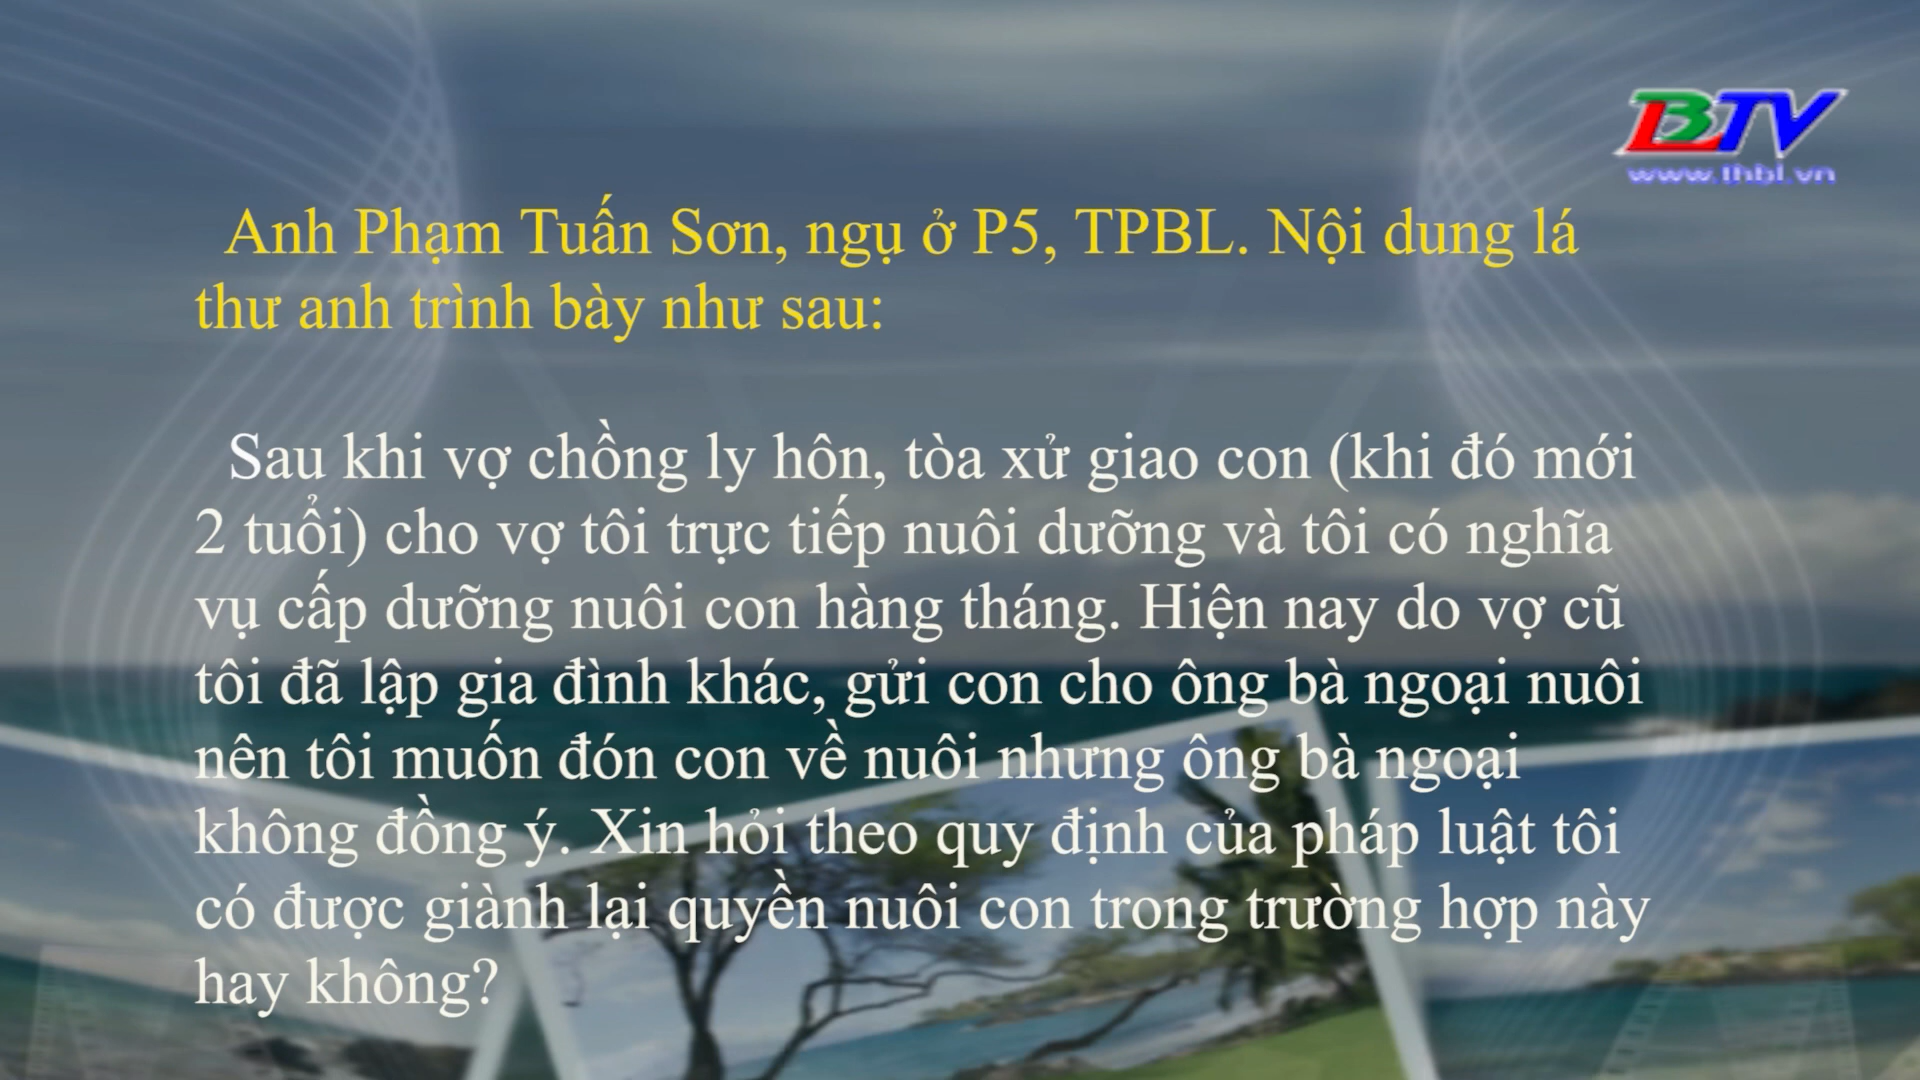 BTV
www.thbl.vn
Anh Phạm Tuấn Sơn, ngụ ở P5, TPBL. Nội dung lá
thư anh trình bày như sau:
Sau khi vợ chồng ly hôn, tòa xử giao con (khi đó mới
2 tuổi) cho vợ tôi trực tiếp nuôi dưỡng và tôi có nghĩa
vụ cấp dưỡng nuôi con hàng tháng. Hiện nay do vợ cũ
tôi đã lập gia đình khác, gửi con cho ông bà ngoại nuôi
nên tôi muốn đón con về nuôi nhưng ông bà ngoại
không đồng ý. Xin hỏi theo quy định của pháp luật tôi
có được giành lại quyền nuôi con trong trường hợp này
hay không?